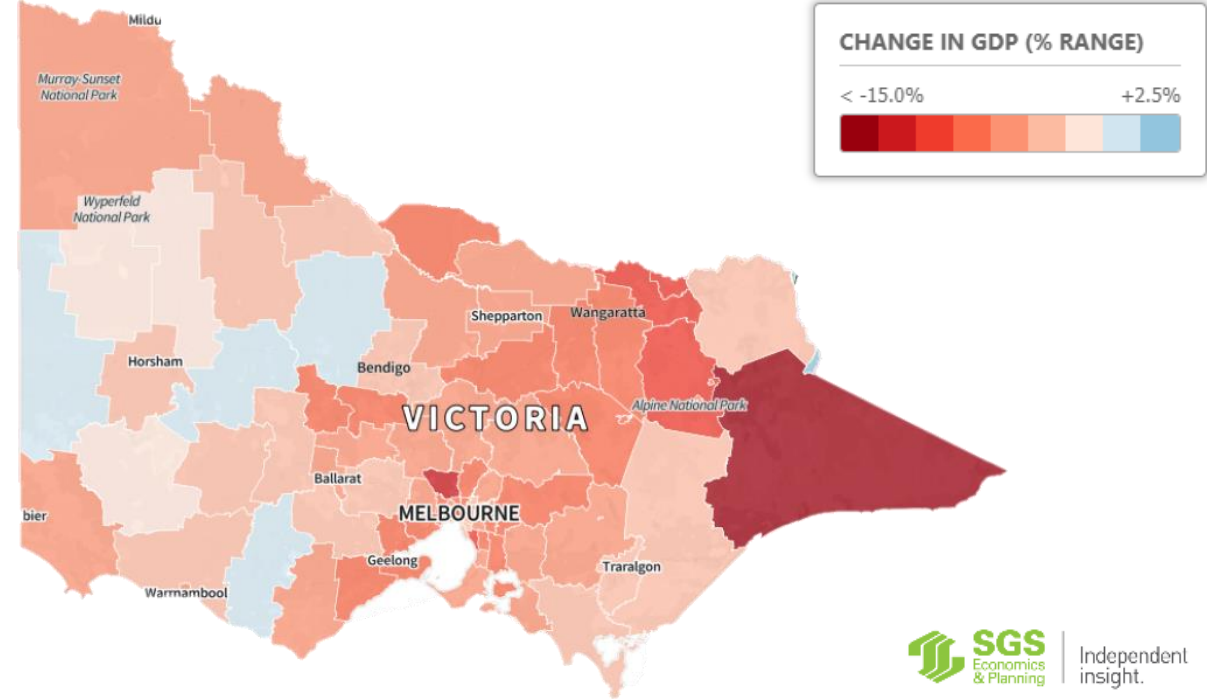 Mildu
Murray-Sunset
National Park
Wyperfeld
National Park
Horsham
Bendigo
Shepparton
Wangaratta
VICTORIA
Alpine National Park
Ballarat
MELBOURNE
bier
Geelong
Warrnambool
Traralgon
CHANGE IN GDP (% RANGE)
< -15.0% +2.5%
SGS
Economics
& Planning
Independent
insight.